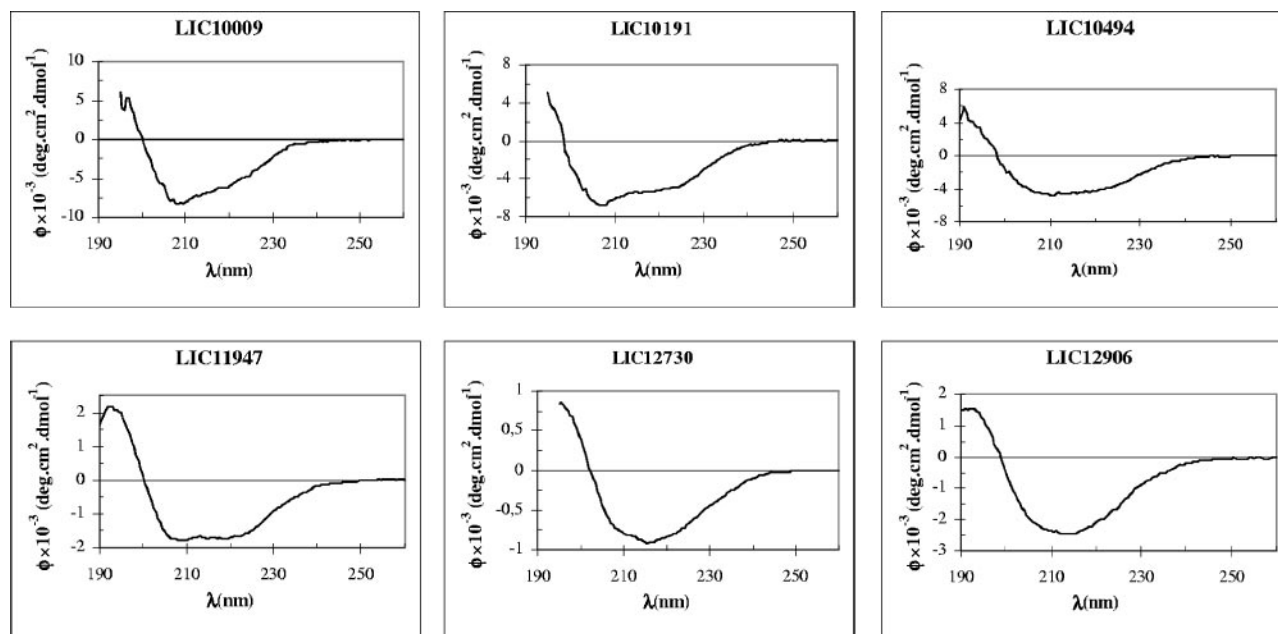 LIC10009
10
5
0
-5
-10
190 210 230 250
λ(nm)
ϕ×10⁻³ (deg.cm².dmol⁻¹)
LIC10191
8
4
0
-4
-8
190 210 230 250
λ(nm)
ϕ×10⁻³ (deg.cm².dmol⁻¹)
LIC10494
8
4
0
-4
-8
190 210 230 250
λ(nm)
ϕ×10⁻³ (deg.cm².dmol⁻¹)
LIC11947
2
1
0
-1
-2
190 210 230 250
λ(nm)
ϕ×10⁻³ (deg.cm².dmol⁻¹)
LIC12730
1
0,5
0
-0,5
-1
190 210 230 250
λ(nm)
ϕ×10⁻³ (deg.cm².dmol⁻¹)
LIC12906
2
1
0
-1
-2
-3
190 210 230 250
λ(nm)
ϕ×10⁻³ (deg.cm².dmol⁻¹)